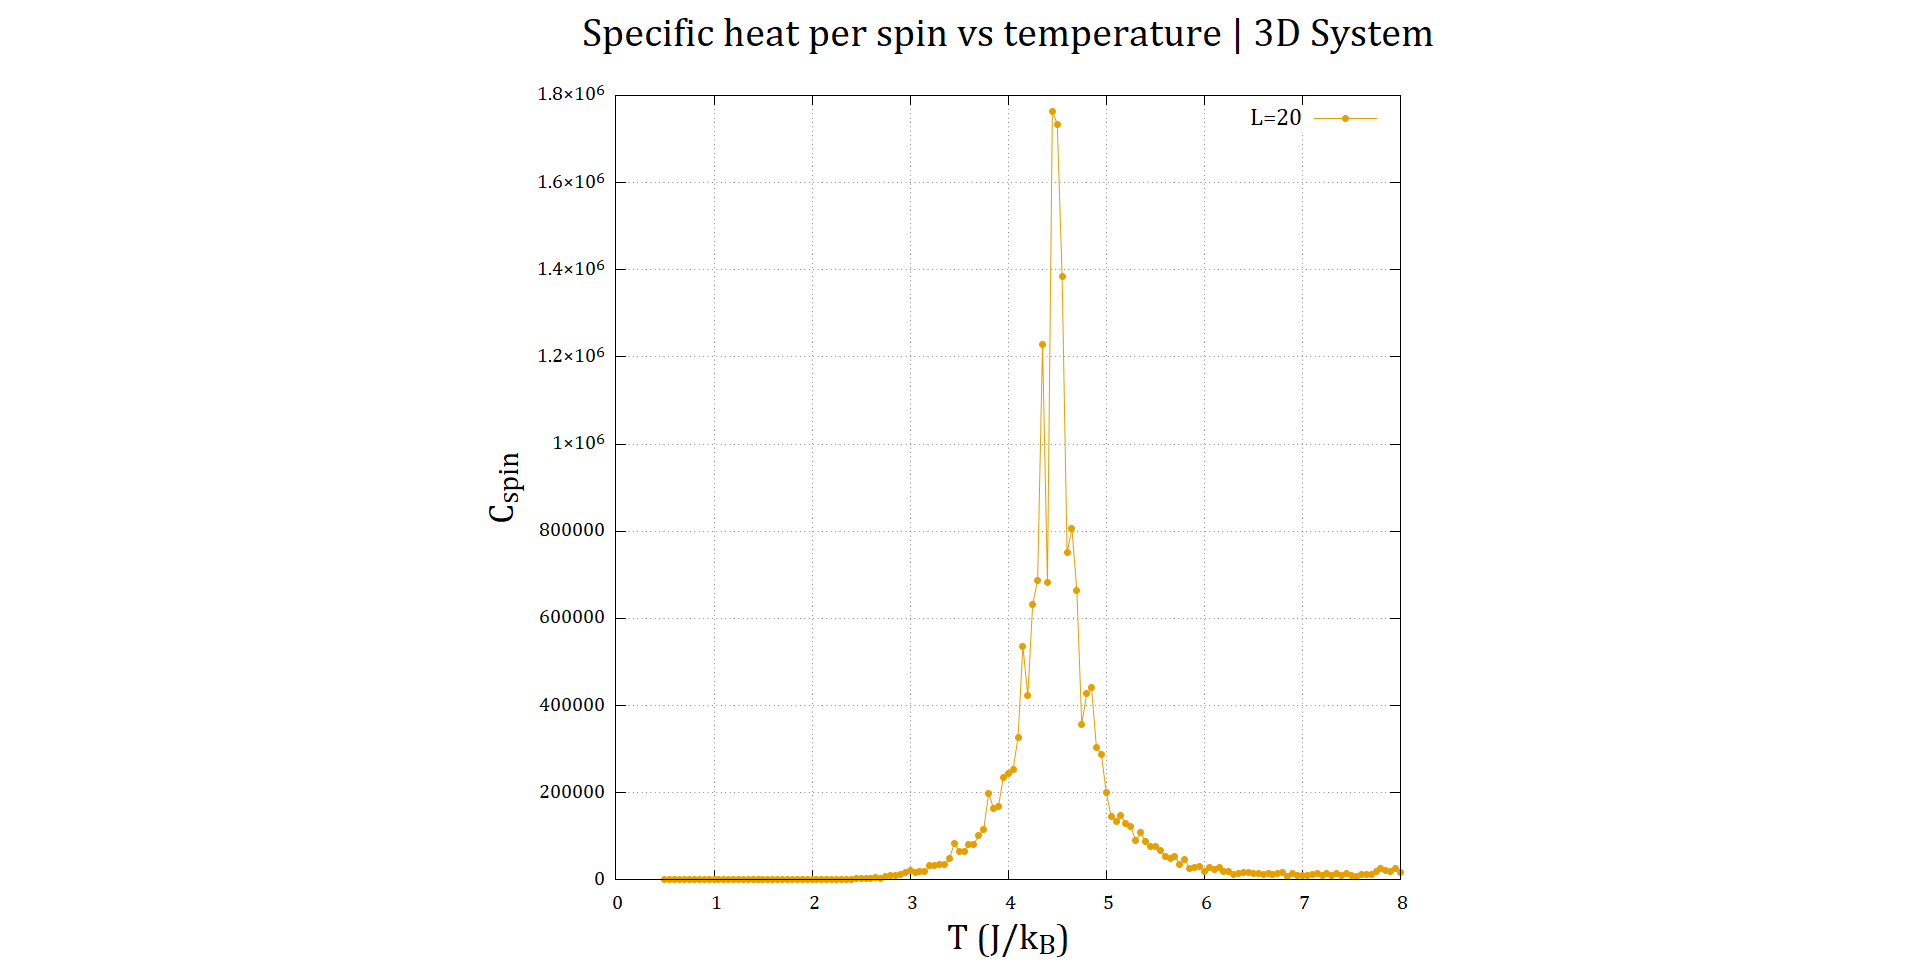 Specific heat per spin vs temperature | 3D System
1.8×10⁶
L=20
1.6×10⁶
1.4×10⁶
1.2×10⁶
1×10⁶
Cspin
800000
600000
400000
200000
0
0 1 2 3 4 5 6 7 8
T (J/kB)